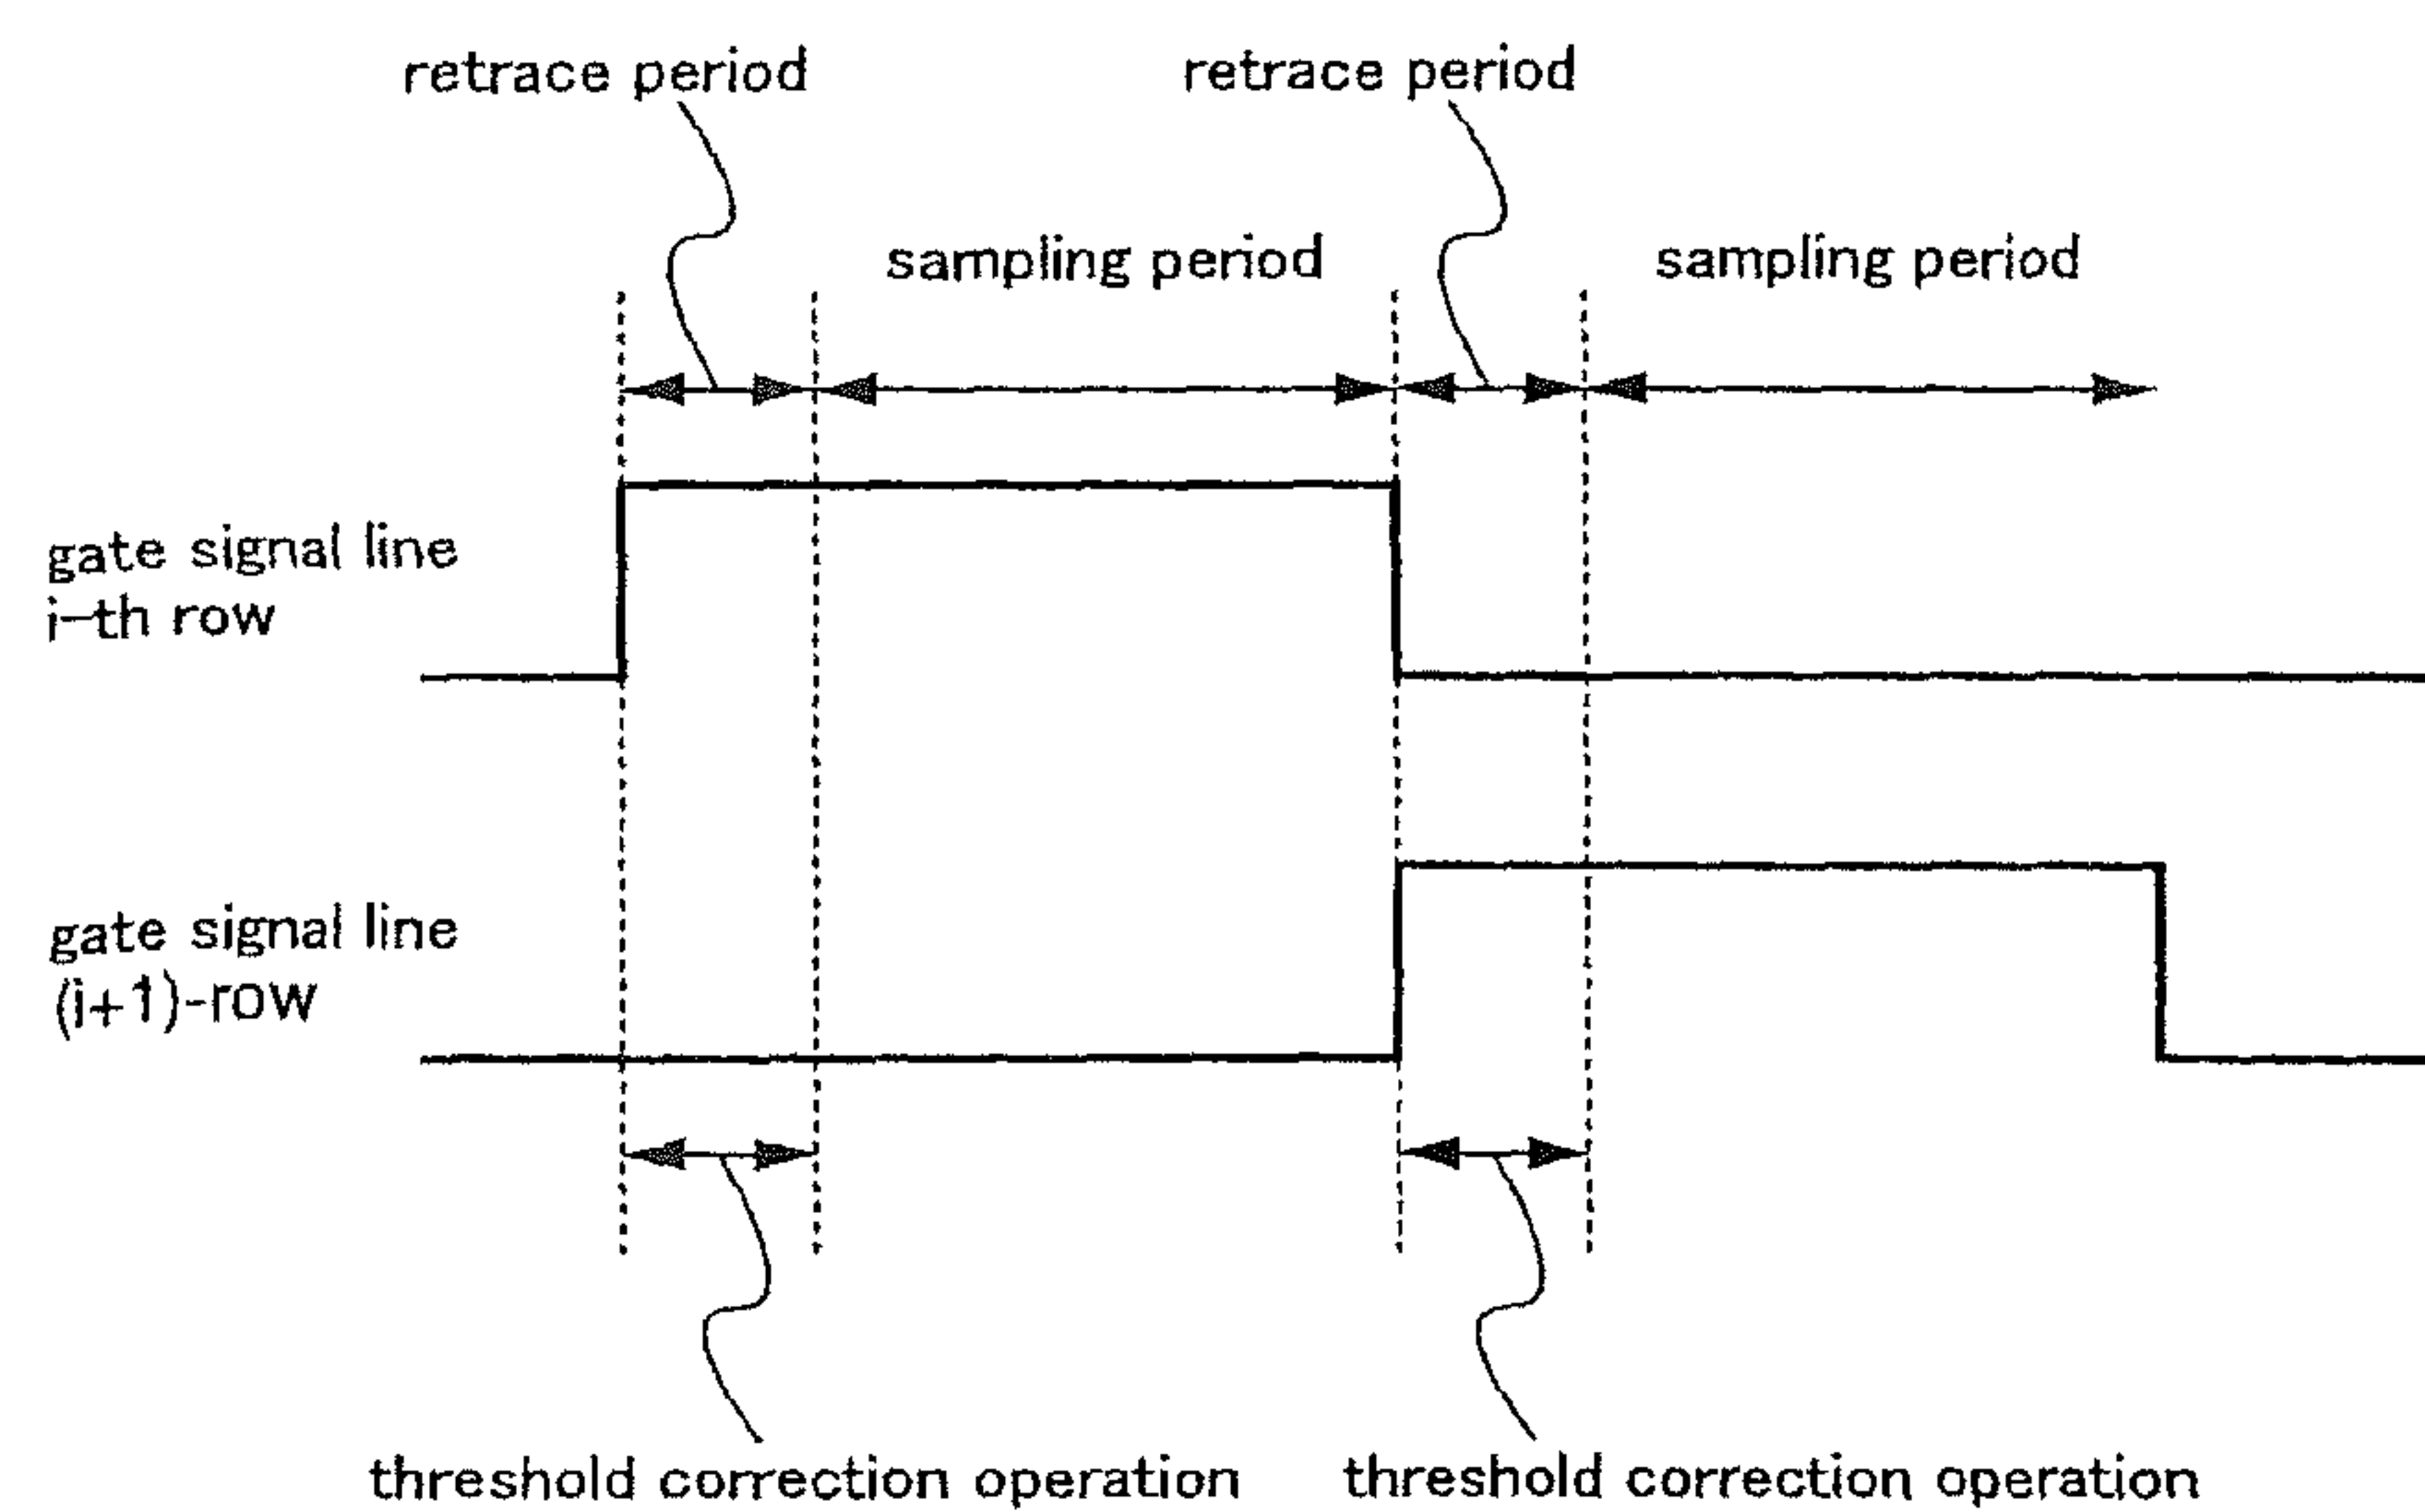 retrace period
retrace period
sampling period
sampling period
gate signal line
i-th row
gate signal line
(i+1)-row
threshold correction operation
threshold correction operation